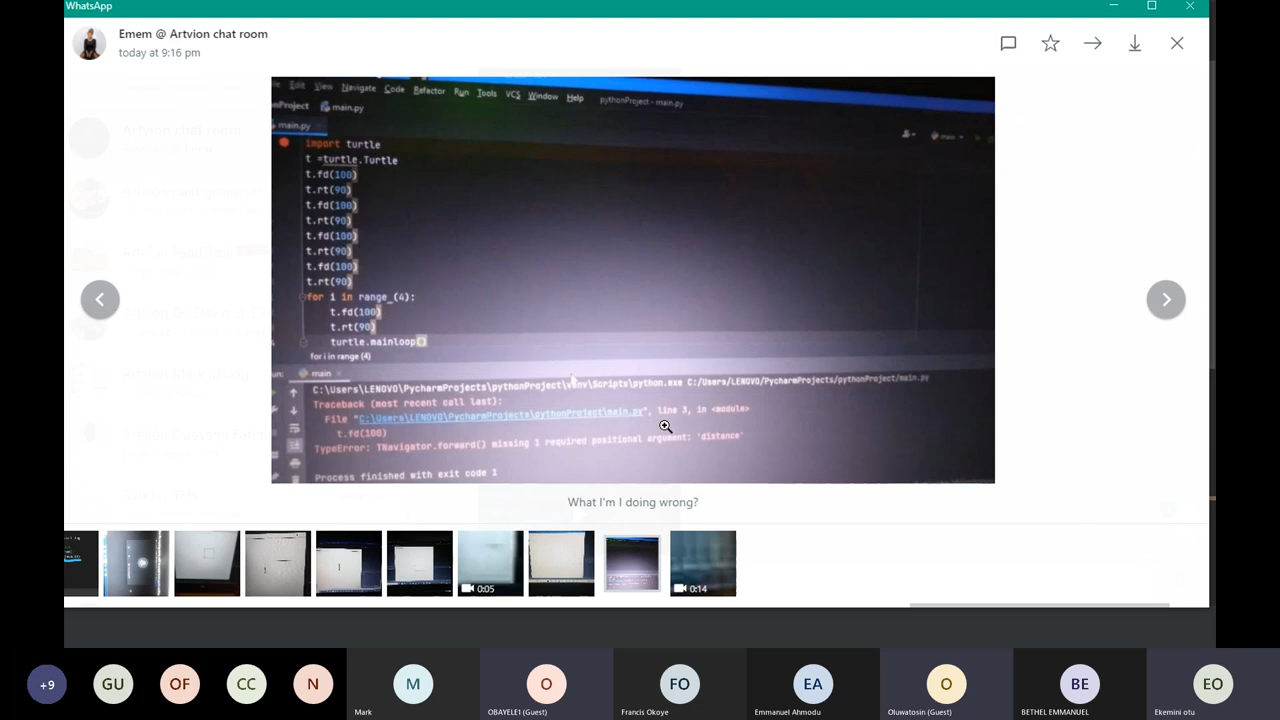 WhatsApp
Emem @ Artvion chat room
today at 9:16 pm
Edit View Navigate Code Refactor Run Tools VCS Window Help pythonProject - main.py
main.py
main.py
import turtle
t =turtle.Turtle
t.fd(100)
t.rt(90)
t.fd(100)
t.rt(90)
t.fd(100)
t.rt(90)
t.fd(100)
t.rt(90)
for i in range_(4):
t.fd(100)
t.rt(90)
turtle.mainloop()
for i in range (4)
main
C:\Users\LENOVO\PycharmProjects\pythonProject\venv\Scripts\python.exe C:/Users/LENOVO/PycharmProjects/pythonProject/main.py
Traceback (most recent call last):
File "C:\Users\LENOVO\PycharmProjects\pythonProject\main.py", line 3, in <module>
t.fd(100)
TypeError: TNavigator.forward() missing 1 required positional argument: 'distance'
Process finished with exit code 1
What I'm I doing wrong?
0:05
0:14
+9
GU
OF
CC
N
M
O
FO
EA
O
BE
EO
Mark
OBAYELE1 (Guest)
Francis Okoye
Emmanuel Ahmodu
Oluwatosin (Guest)
BETHEL EMMANUEL
Ekemini otu